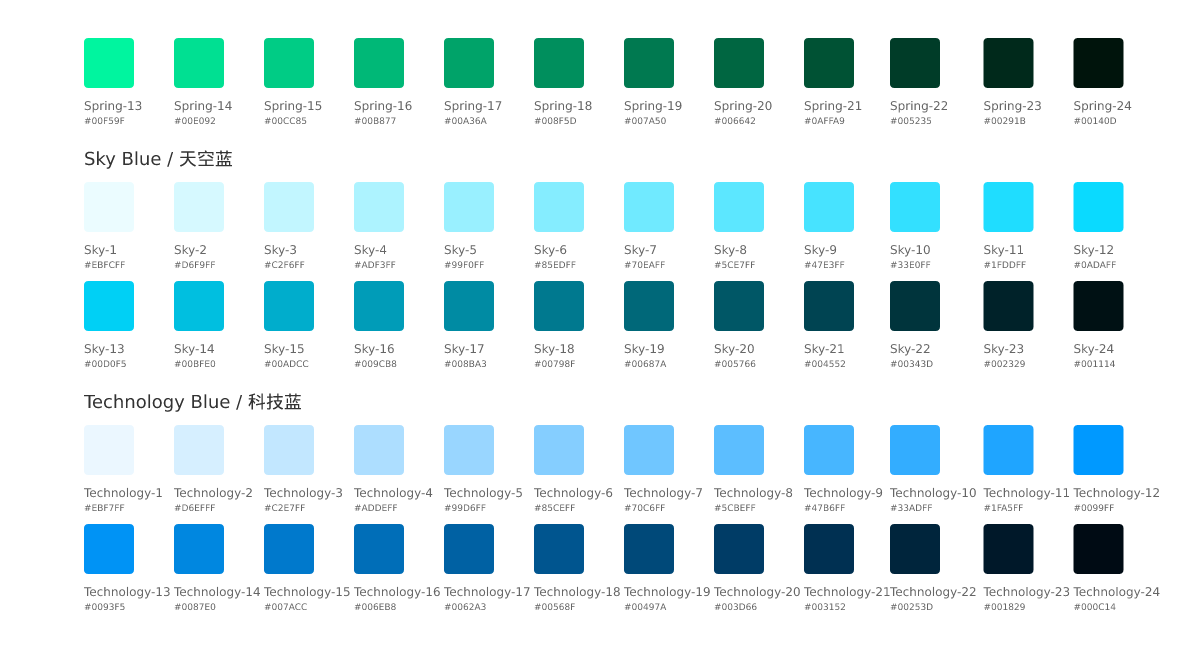 Spring-13 Spring-14 Spring-15 Spring-16 Spring-17 Spring-18 Spring-19 Spring-20 Spring-21 Spring-22 Spring-23 Spring-24
#00F59F #00E092 #00CC85 #00B877 #00A36A #008F5D #007A50 #006642 #0AFFA9 #005235 #00291B #00140D
Sky Blue / 天空蓝
Sky-1 Sky-2 Sky-3 Sky-4 Sky-5 Sky-6 Sky-7 Sky-8 Sky-9 Sky-10 Sky-11 Sky-12
#EBFCFF #D6F9FF #C2F6FF #ADF3FF #99F0FF #85EDFF #70EAFF #5CE7FF #47E3FF #33E0FF #1FDDFF #0ADAFF
Sky-13 Sky-14 Sky-15 Sky-16 Sky-17 Sky-18 Sky-19 Sky-20 Sky-21 Sky-22 Sky-23 Sky-24
#00D0F5 #00BFE0 #00ADCC #009CB8 #008BA3 #00798F #00687A #005766 #004552 #00343D #002329 #001114
Technology Blue / 科技蓝
Technology-1 Technology-2 Technology-3 Technology-4 Technology-5 Technology-6 Technology-7 Technology-8 Technology-9 Technology-10 Technology-11 Technology-12
#EBF7FF #D6EFFF #C2E7FF #ADDEFF #99D6FF #85CEFF #70C6FF #5CBEFF #47B6FF #33ADFF #1FA5FF #0099FF
Technology-13 Technology-14 Technology-15 Technology-16 Technology-17 Technology-18 Technology-19 Technology-20 Technology-21 Technology-22 Technology-23 Technology-24
#0093F5 #0087E0 #007ACC #006EB8 #0062A3 #00568F #00497A #003D66 #003152 #00253D #001829 #000C14